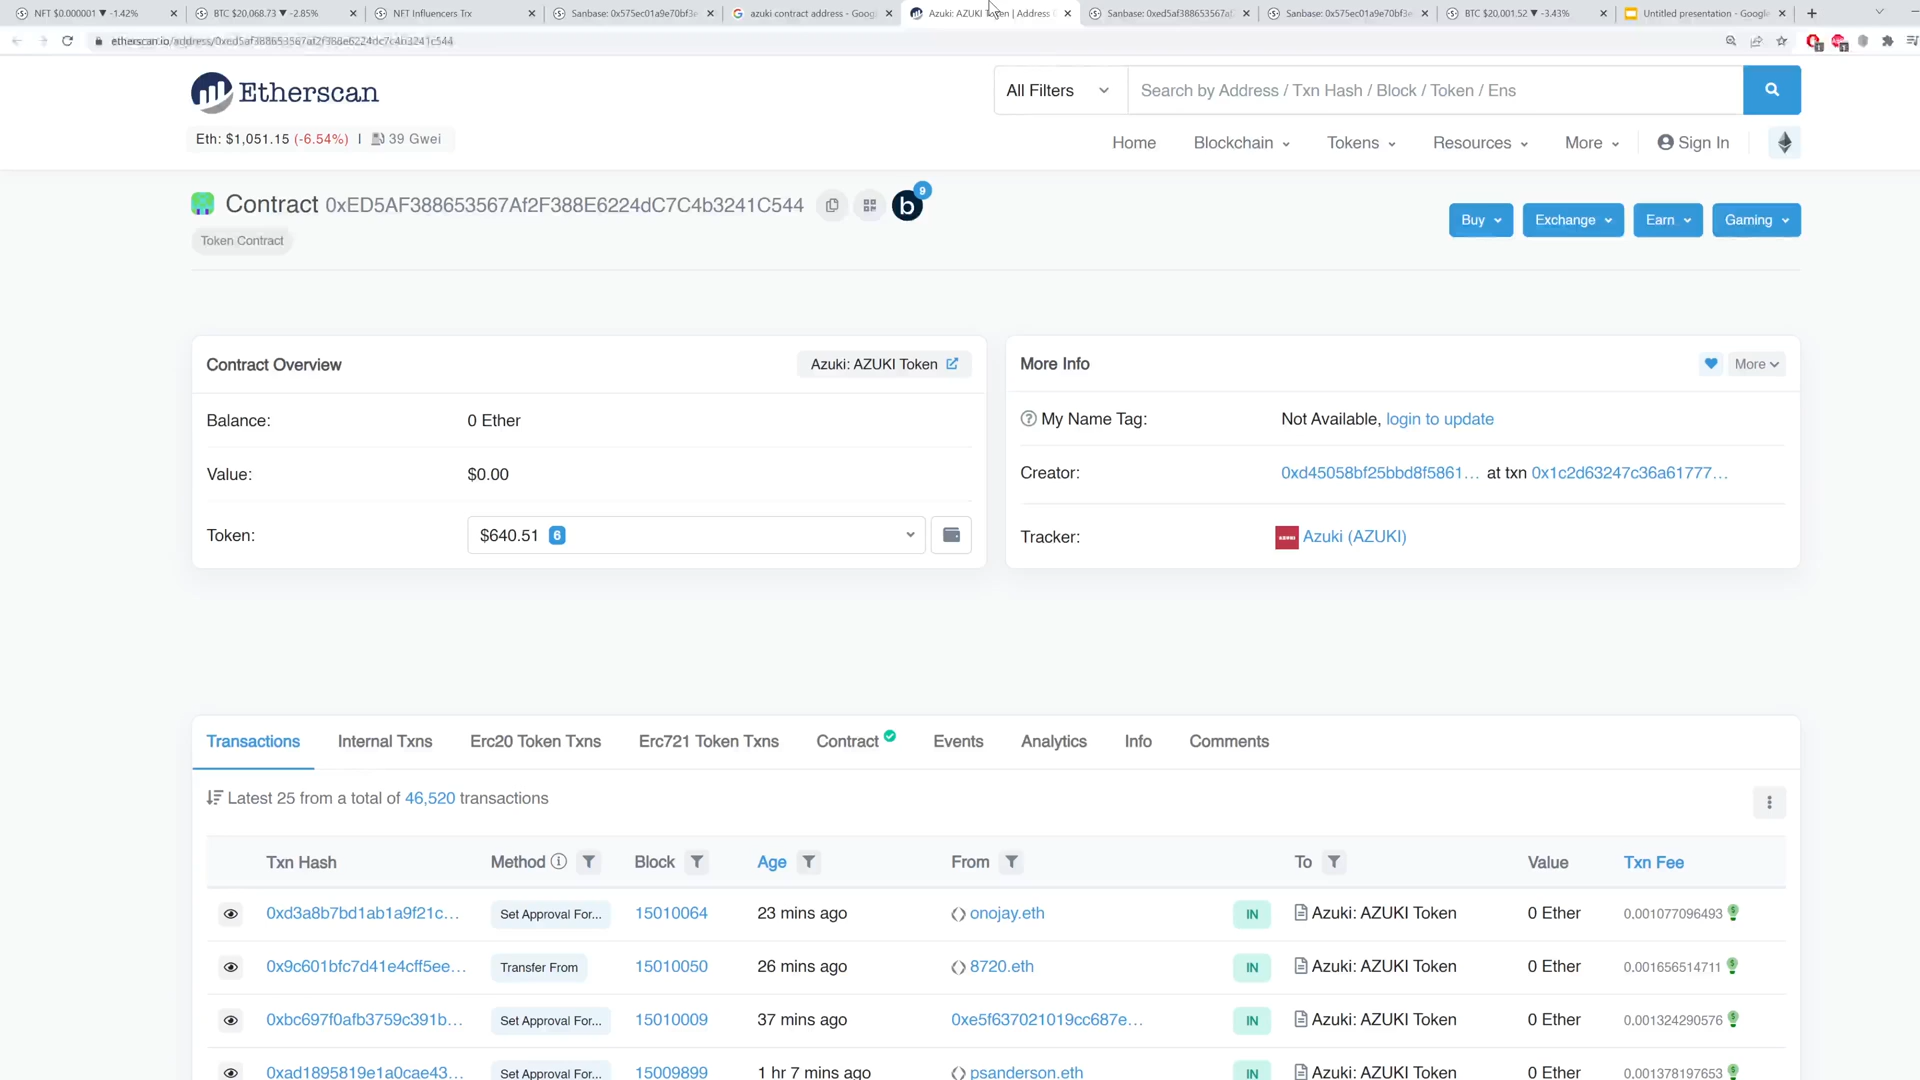 NFT $0.000001 ▼ -1.42%
BTC $20,068.73 ▼ -2.85%
NFT Influencers Trx
Sanbase: 0x575ec01a9e70bf3e
azuki contract address - Goog
Azuki: AZUKI Token | Address
Sanbase: 0xed5af388653567a
Sanbase: 0x575ec01a9e70bf3e
BTC $20,001.52 ▼ -3.43%
Untitled presentation - Google
etherscan.io/address/0xed5af388653567af2f388e6224dc7c4b3241c544
Etherscan
All Filters
Search by Address / Txn Hash / Block / Token / Ens
Eth: $1,051.15 (-6.54%) | 39 Gwei
Home
Blockchain
Tokens
Resources
More
Sign In
Contract 0xED5AF388653567Af2F388E6224dC7C4b3241C544
b
9
Token Contract
Buy
Exchange
Earn
Gaming
Contract Overview
Azuki: AZUKI Token
Balance:
0 Ether
Value:
$0.00
Token:
$640.51 6
More Info
More
My Name Tag:
Not Available, login to update
Creator:
0xd45058bf25bbd8f5861... at txn 0x1c2d63247c36a61777...
Tracker:
Azuki (AZUKI)
Transactions
Internal Txns
Erc20 Token Txns
Erc721 Token Txns
Contract
Events
Analytics
Info
Comments
Latest 25 from a total of 46,520 transactions
Txn Hash Method Block Age From To Value Txn Fee
0xd3a8b7bd1ab1a9f21c... Set Approval For... 15010064 23 mins ago onojay.eth IN Azuki: AZUKI Token 0 Ether 0.001077096493
0x9c601bfc7d41e4cff5ee... Transfer From 15010050 26 mins ago 8720.eth IN Azuki: AZUKI Token 0 Ether 0.001656514711
0xbc697f0afb3759c391b... Set Approval For... 15010009 37 mins ago 0xe5f637021019cc687e... IN Azuki: AZUKI Token 0 Ether 0.001324290576
0xad1895819e1a0cae43... Set Approval For... 15009899 1 hr 7 mins ago psanderson.eth IN Azuki: AZUKI Token 0 Ether 0.001378197653